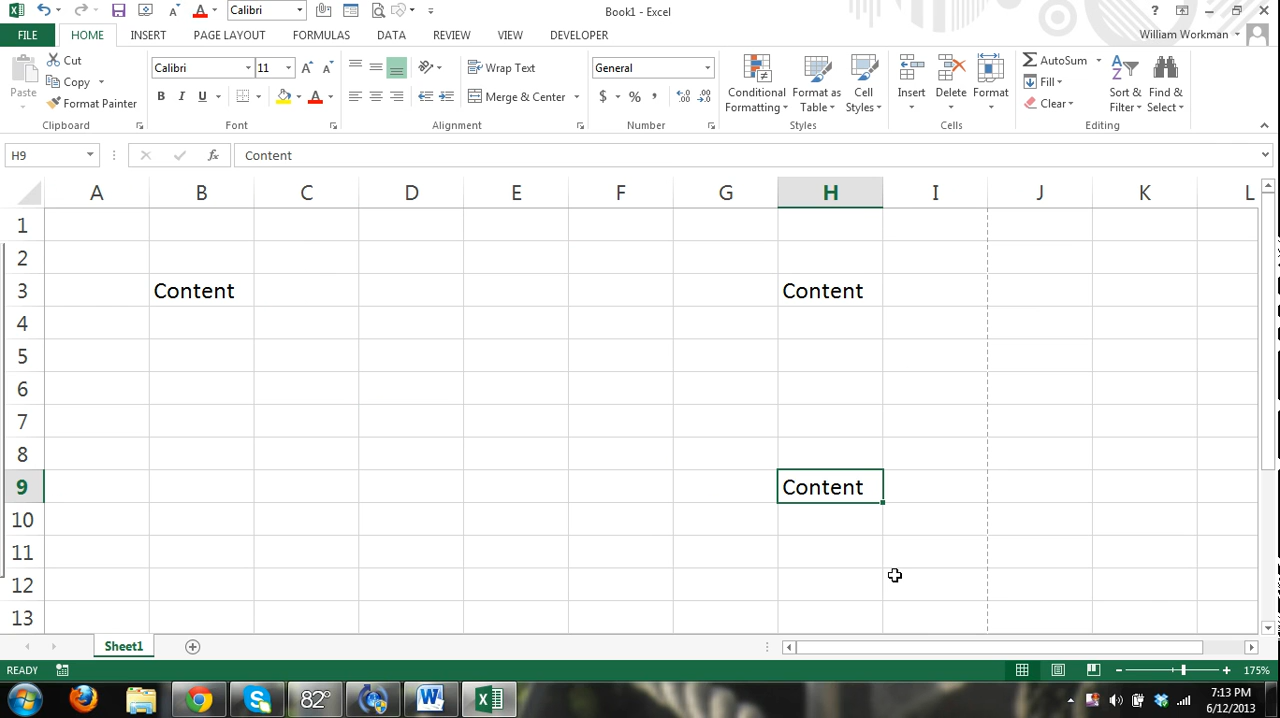 Calibri
Book1 - Excel
?
FILE HOME INSERT PAGE LAYOUT FORMULAS DATA REVIEW VIEW DEVELOPER William Workman
Paste
Cut
Copy
Format Painter
Clipboard
Calibri 11
B I U A
Font
Wrap Text
Merge & Center
Alignment
General
$ % ,
Number
Conditional Formatting
Format as Table
Cell Styles
Styles
Insert Delete Format
Cells
AutoSum
Fill
Clear
Sort & Filter
Find & Select
Editing
H9 fx Content
A B C D E F G H I J K L
1
2
3 Content Content
4
5
6
7
8
9 Content
10
11
12
13
Sheet1
READY 175%
82°
7:13 PM
6/12/2013